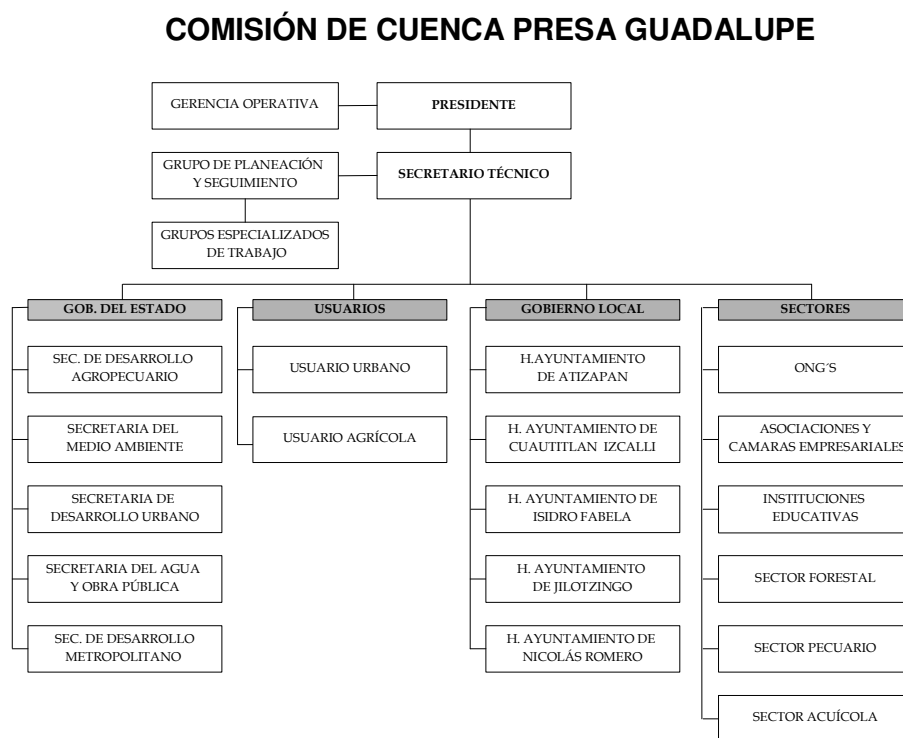 COMISIÓN DE CUENCA PRESA GUADALUPE
GERENCIA OPERATIVA
PRESIDENTE
GRUPO DE PLANEACIÓN
Y SEGUIMIENTO
SECRETARIO TÉCNICO
GRUPOS ESPECIALIZADOS
DE TRABAJO
GOB. DEL ESTADO
SEC. DE DESARROLLO
AGROPECUARIO
SECRETARIA DEL
MEDIO AMBIENTE
SECRETARIA DE
DESARROLLO URBANO
SECRETARIA DEL AGUA
Y OBRA PÚBLICA
SEC. DE DESARROLLO
METROPOLITANO
USUARIOS
USUARIO URBANO
USUARIO AGRÍCOLA
GOBIERNO LOCAL
H.AYUNTAMIENTO
DE ATIZAPAN
H. AYUNTAMIENTO DE
CUAUTITLAN IZCALLI
H. AYUNTAMIENTO DE
ISIDRO FABELA
H. AYUNTAMIENTO
DE JILOTZINGO
H. AYUNTAMIENTO DE
NICOLÁS ROMERO
SECTORES
ONG´S
ASOCIACIONES Y
CAMARAS EMPRESARIALES
INSTITUCIONES
EDUCATIVAS
SECTOR FORESTAL
SECTOR PECUARIO
SECTOR ACUÍCOLA